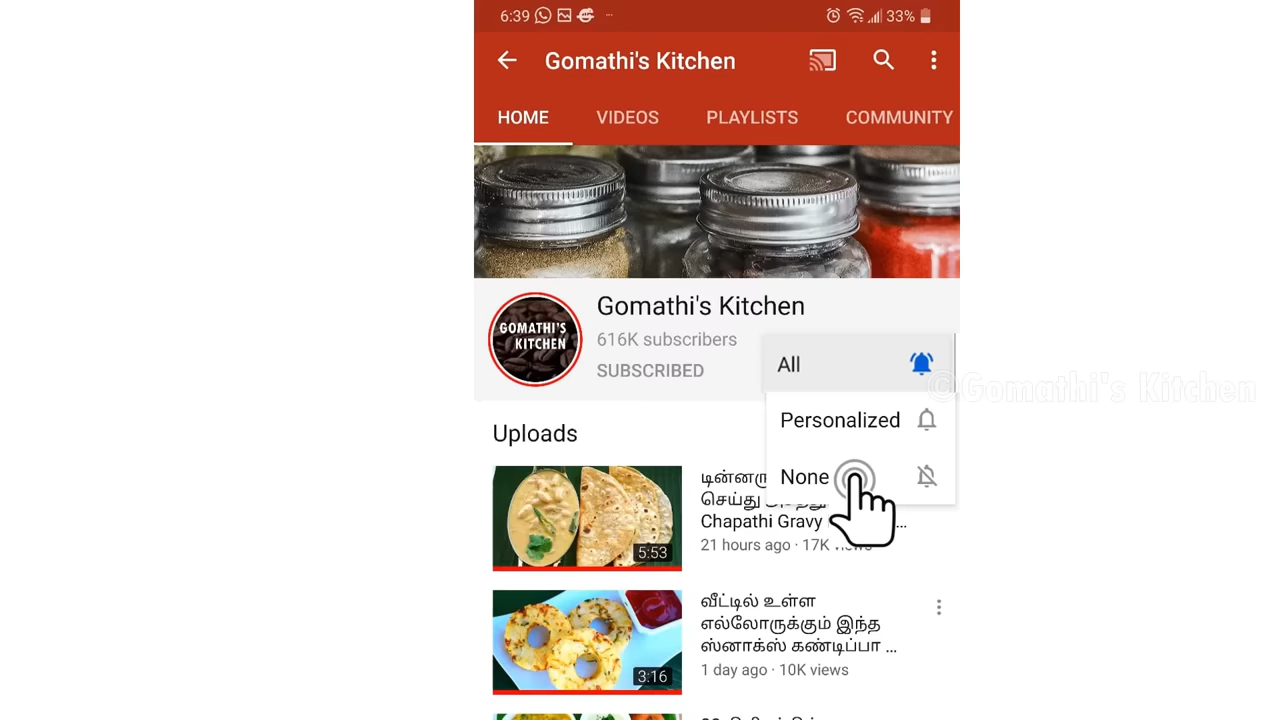 6:39
33%
Gomathi's Kitchen
HOME VIDEOS PLAYLISTS COMMUNITY
GOMATHI'S
KITCHEN
Gomathi's Kitchen
616K subscribers
SUBSCRIBED
All
Personalized
None
©Gomathi's Kitchen
Uploads
5:53
செய்து
Chapathi Gravy ...
21 hours ago · 17K views
3:16
வீட்டில் உள்ள
எல்லோருக்கும் இந்த
ஸ்னாக்ஸ் கண்டிப்பா ...
1 day ago · 10K views